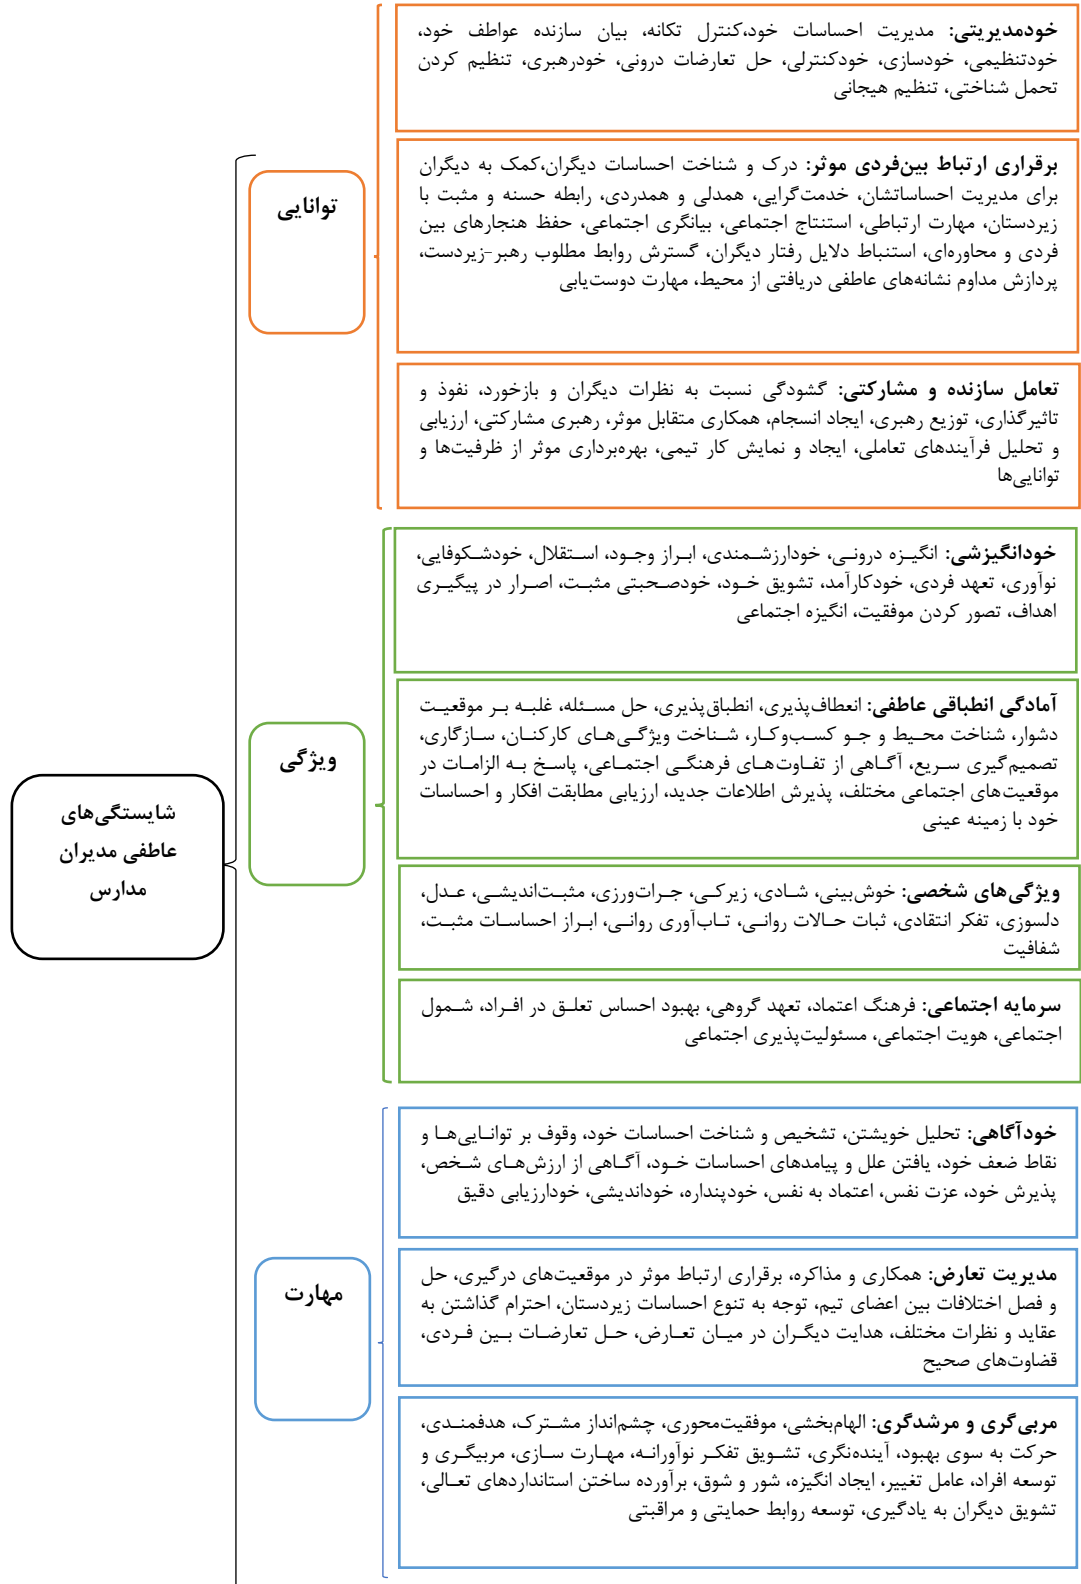 شایستگی‌های
عاطفی مدیران
مدارس
توانایی
خودمدیریتی: مدیریت احساسات خود،کنترل تکانه، بیان سازنده عواطف خود،
خودتنظیمی، خودسازی، خودکنترلی، حل تعارضات درونی، خودرهبری، تنظیم کردن
تحمل شناختی، تنظیم هیجانی
برقراری ارتباط بین‌فردی موثر: درک و شناخت احساسات دیگران،کمک به دیگران
برای مدیریت احساساتشان، خدمت‌گرایی، همدلی و همدردی، رابطه حسنه و مثبت با
زیردستان، مهارت ارتباطی، استنتاج اجتماعی، بیانگری اجتماعی، حفظ هنجارهای بین
فردی و محاوره‌ای، استنباط دلایل رفتار دیگران، گسترش روابط مطلوب رهبر-زیردست،
پردازش مداوم نشانه‌های عاطفی دریافتی از محیط، مهارت دوست‌یابی
تعامل سازنده و مشارکتی: گشودگی نسبت به نظرات دیگران و بازخورد، نفوذ و
تاثیرگذاری، توزیع رهبری، ایجاد انسجام، همکاری متقابل موثر، رهبری مشارکتی، ارزیابی
و تحلیل فرآیندهای تعاملی، ایجاد و نمایش کار تیمی، بهره‌برداری موثر از ظرفیت‌ها و
توانایی‌ها
ویژگی
خودانگیزشی: انگیزه درونی، خودارزشمندی، ابراز وجود، استقلال، خودشکوفایی،
نوآوری، تعهد فردی، خودکارآمد، تشویق خود، خودصحبتی مثبت، اصرار در پیگیری
اهداف، تصور کردن موفقیت، انگیزه اجتماعی
آمادگی انطباقی عاطفی: انعطاف‌پذیری، انطباق‌پذیری، حل مسئله، غلبه بر موقعیت
دشوار، شناخت محیط و جو کسب‌وکار، شناخت ویژگی‌های کارکنان، سازگاری،
تصمیم‌گیری سریع، آگاهی از تفاوت‌های فرهنگی اجتماعی، پاسخ به الزامات در
موقعیت‌های اجتماعی مختلف، پذیرش اطلاعات جدید، ارزیابی مطابقت افکار و احساسات
خود با زمینه عینی
ویژگی‌های شخصی: خوش‌بینی، شادی، زیرکی، جرات‌ورزی، مثبت‌اندیشی، عدل،
دلسوزی، تفکر انتقادی، ثبات حالات روانی، تاب‌آوری روانی، ابراز احساسات مثبت،
شفافیت
سرمایه اجتماعی: فرهنگ اعتماد، تعهد گروهی، بهبود احساس تعلق در افراد، شمول
اجتماعی، هویت اجتماعی، مسئولیت‌پذیری اجتماعی
مهارت
خودآگاهی: تحلیل خویشتن، تشخیص و شناخت احساسات خود، وقوف بر توانایی‌ها و
نقاط ضعف خود، یافتن علل و پیامدهای احساسات خود، آگاهی از ارزش‌های شخص،
پذیرش خود، عزت نفس، اعتماد به نفس، خودپنداره، خوداندیشی، خودارزیابی دقیق
مدیریت تعارض: همکاری و مذاکره، برقراری ارتباط موثر در موقعیت‌های درگیری، حل
و فصل اختلافات بین اعضای تیم، توجه به تنوع احساسات زیردستان، احترام گذاشتن به
عقاید و نظرات مختلف، هدایت دیگران در میان تعارض، حل تعارضات بین فردی،
قضاوت‌های صحیح
مربی‌گری و مرشدگری: الهام‌بخشی، موفقیت‌محوری، چشم‌انداز مشترک، هدفمندی،
حرکت به سوی بهبود، آینده‌نگری، تشویق تفکر نوآورانه، مهارت سازی، مربیگری و
توسعه افراد، عامل تغییر، ایجاد انگیزه، شور و شوق، برآورده ساختن استانداردهای تعالی،
تشویق دیگران به یادگیری، توسعه روابط حمایتی و مراقبتی